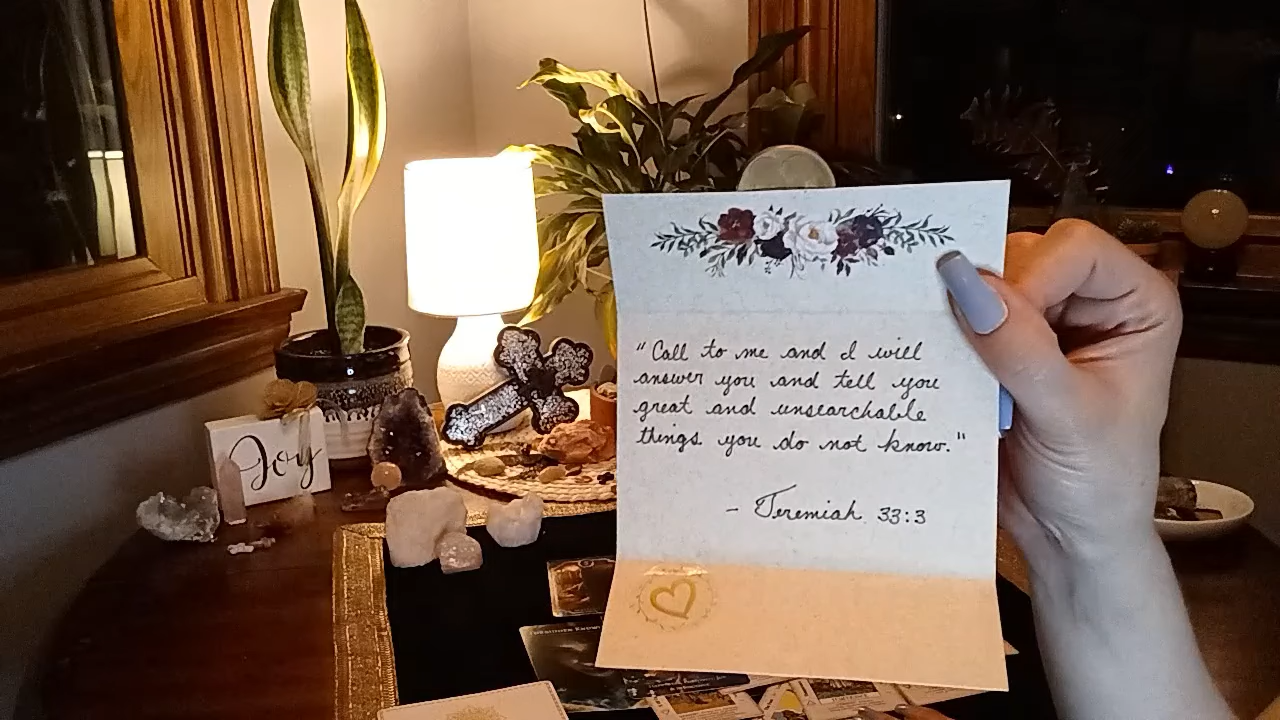 Joy
"Call to me and I will
answer you and tell you
great and unsearchable
things you do not know."
- Jeremiah 33:3